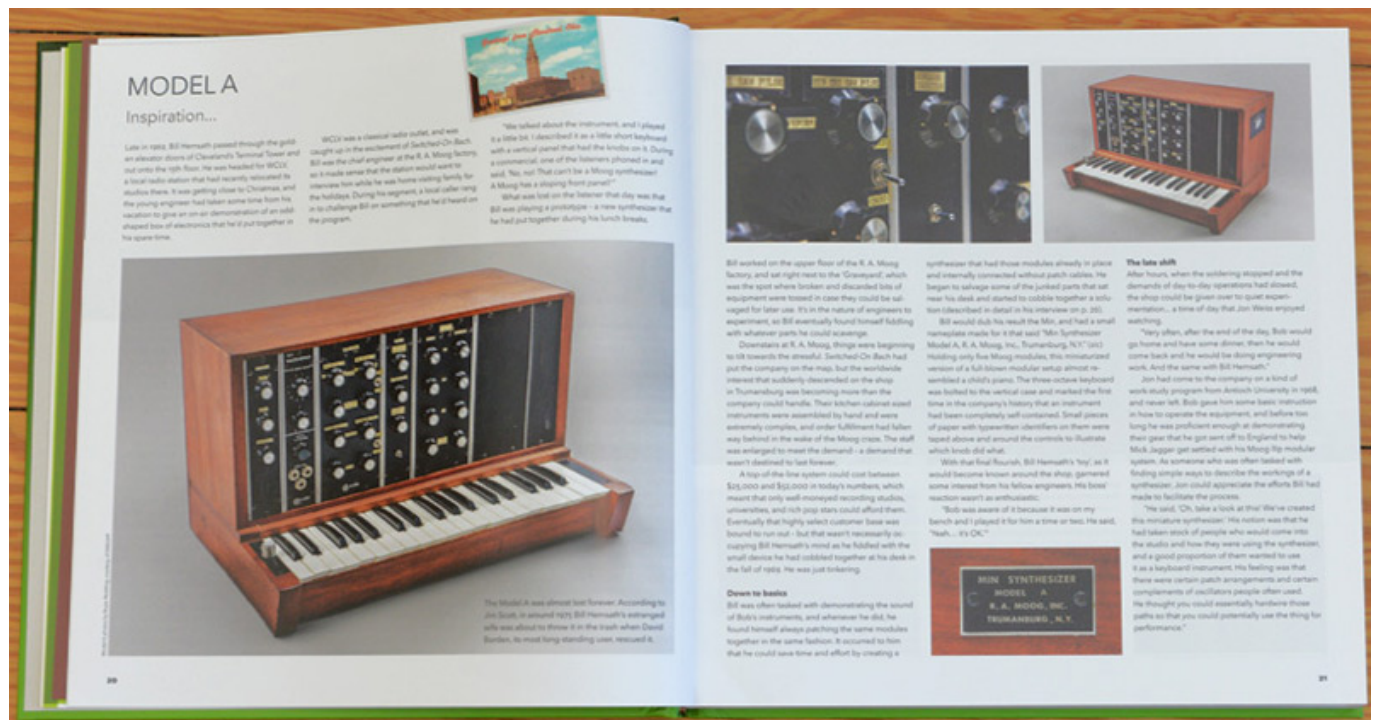 MODEL A
Inspiration...
Late in 1969, Bill Hemsath passed through the gold-
en elevator doors of Cleveland's Terminal Tower and
out onto the 15th floor. He was headed for WCLV,
a local radio station that had recently relocated its
studios there. It was getting close to Christmas, and
the young engineer had taken some time from his
vacation to give an on-air demonstration of an odd-
shaped box of electronics that he'd put together in
his spare time.
WCLV was a classical radio outlet, and was
caught up in the excitement of Switched-On Bach.
Bill was the chief engineer at the R. A. Moog factory,
so it made sense that the station would want to
interview him while he was home visiting family for
the holidays. During his segment, a local caller rang
in to challenge Bill on something that he'd heard on
the program.
"We talked about the instrument, and I played
it a little bit. I described it as a little short keyboard
with a vertical panel that had the knobs on it. During
a commercial, one of the listeners phoned in and
said, 'No, no! That can't be a Moog synthesizer!
A Moog has a sloping front panel!'"
What was lost on the listener that day was that
Bill was playing a prototype – a new synthesizer that
he had put together during his lunch breaks.
The Model A was almost lost forever. According to
Jim Scott, in around 1971 Bill Hemsath's estranged
wife was about to throw it in the trash when David
Borden, its most long-standing user, rescued it.
20
Bill worked on the upper floor of the R. A. Moog
factory, and sat right next to the 'Graveyard', which
was the spot where broken and discarded bits of
equipment were tossed in case they could be sal-
vaged for later use. It's in the nature of engineers to
experiment, so Bill eventually found himself fiddling
with whatever parts he could scavenge.
Downstairs at R. A. Moog, things were beginning
to tilt towards the stressful. Switched-On Bach had
put the company on the map, but the worldwide
interest that suddenly descended on the shop
in Trumansburg was becoming more than the
company could handle. Their kitchen-cabinet sized
instruments were assembled by hand and were
extremely complex, and order fulfillment had fallen
way behind in the wake of the Moog craze. The staff
was enlarged to meet the demand – a demand that
wasn't destined to last forever.
A top-of-the-line system could cost between
$25,000 and $52,000 in today's numbers, which
meant that only well-moneyed recording studios,
universities, and rich pop stars could afford them.
Eventually that highly select customer base was
bound to run out - but that wasn't necessarily oc-
cupying Bill Hemsath's mind as he fiddled with the
small device he had cobbled together at his desk in
the fall of 1969. He was just tinkering.
Down to basics
Bill was often tasked with demonstrating the sound
of Bob's instruments, and whenever he did, he
found himself always patching the same modules
together in the same fashion. It occurred to him
that he could save time and effort by creating a
synthesizer that had those modules already in place
and internally connected without patch cables. He
began to salvage some of the junked parts that sat
near his desk and started to cobble together a solu-
tion (described in detail in his interview on p. 26).
Bill would dub his result the Min, and had a small
nameplate made for it that said "Min Synthesizer
Model A, R. A. Moog, Inc., Trumanburg, N.Y." (sic)
Holding only five Moog modules, this miniaturized
version of a full-blown modular setup almost re-
sembled a child's piano. The three-octave keyboard
was bolted to the vertical case and marked the first
time in the company's history that an instrument
had been completely self-contained. Small pieces
of paper with typewritten identifiers on them were
taped above and around the controls to illustrate
which knob did what.
With that final flourish, Bill Hemsath's 'toy', as it
would become known around the shop, garnered
some interest from his fellow engineers. His boss'
reaction wasn't as enthusiastic.
"Bob was aware of it because it was on my
bench and I played it for him a time or two. He said,
'Yeah... it's OK.'"
MIN SYNTHESIZER
MODEL A
R. A. MOOG, INC.
TRUMANBURG, N.Y.
The late shift
After hours, when the soldering stopped and the
demands of day-to-day operations had slowed,
the shop could be given over to quiet experi-
mentation... a time of day that Jon Weiss enjoyed
watching.
"Very often, after the end of the day, Bob would
go home and have some dinner, then he would
come back and he would be doing engineering
work. And the same with Bill Hemsath."
Jon had come to the company on a kind of
work study program from Antioch University in 1968,
and never left. Bob gave him some basic instruction
in how to operate the equipment, and before too
long he was proficient enough at demonstrating
their gear that he got sent off to England to help
Mick Jagger get settled with his Moog IIIp modular
system. As someone who was often tasked with
finding simple ways to describe the workings of a
synthesizer, Jon could appreciate the efforts Bill had
made to facilitate the process.
"He said, 'Oh, take a look at this! We've created
this miniature synthesizer.' His notion was that he
had taken stock of people who would come into
the studio and how they were using the synthesizer,
and a good proportion of them wanted to use
it as a keyboard instrument. His feeling was that
there were certain patch arrangements and certain
complements of oscillators people often used.
He thought you could essentially hardwire those
paths so that you could potentially use the thing for
performance."
21